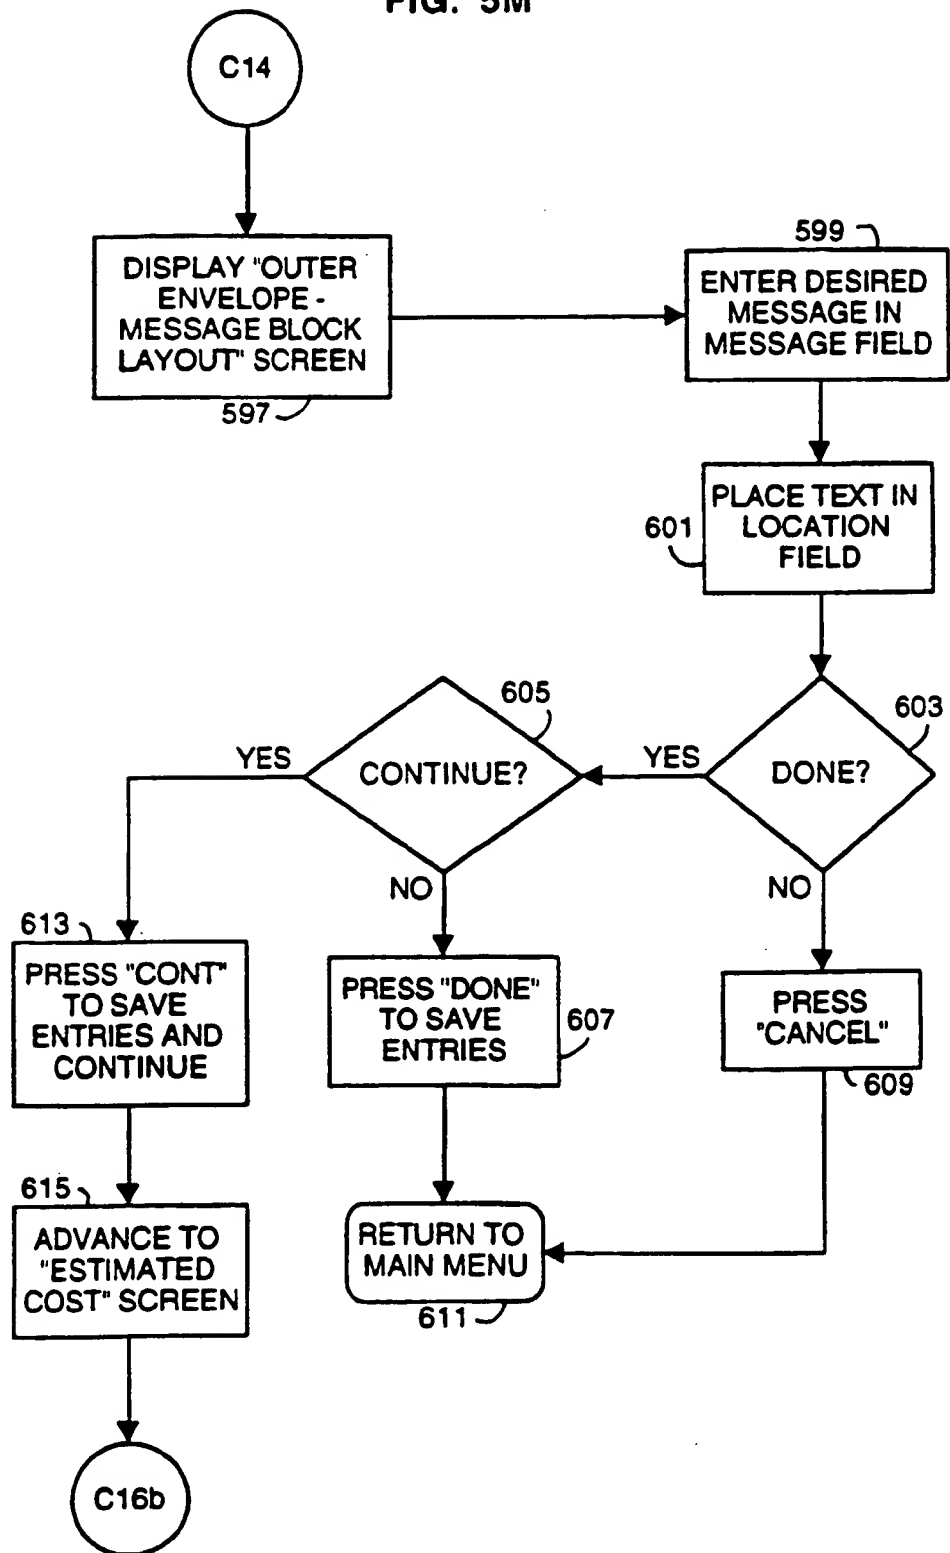 FIG. 5M
C14
DISPLAY "OUTER
ENVELOPE -
MESSAGE BLOCK
LAYOUT" SCREEN
597
599
ENTER DESIRED
MESSAGE IN
MESSAGE FIELD
PLACE TEXT IN
LOCATION
FIELD
601
605
603
YES
CONTINUE?
YES
DONE?
NO
NO
613
PRESS "CONT"
TO SAVE
ENTRIES AND
CONTINUE
PRESS "DONE"
TO SAVE
ENTRIES
607
PRESS
"CANCEL"
609
615
ADVANCE TO
"ESTIMATED
COST" SCREEN
RETURN TO
MAIN MENU
611
C16b